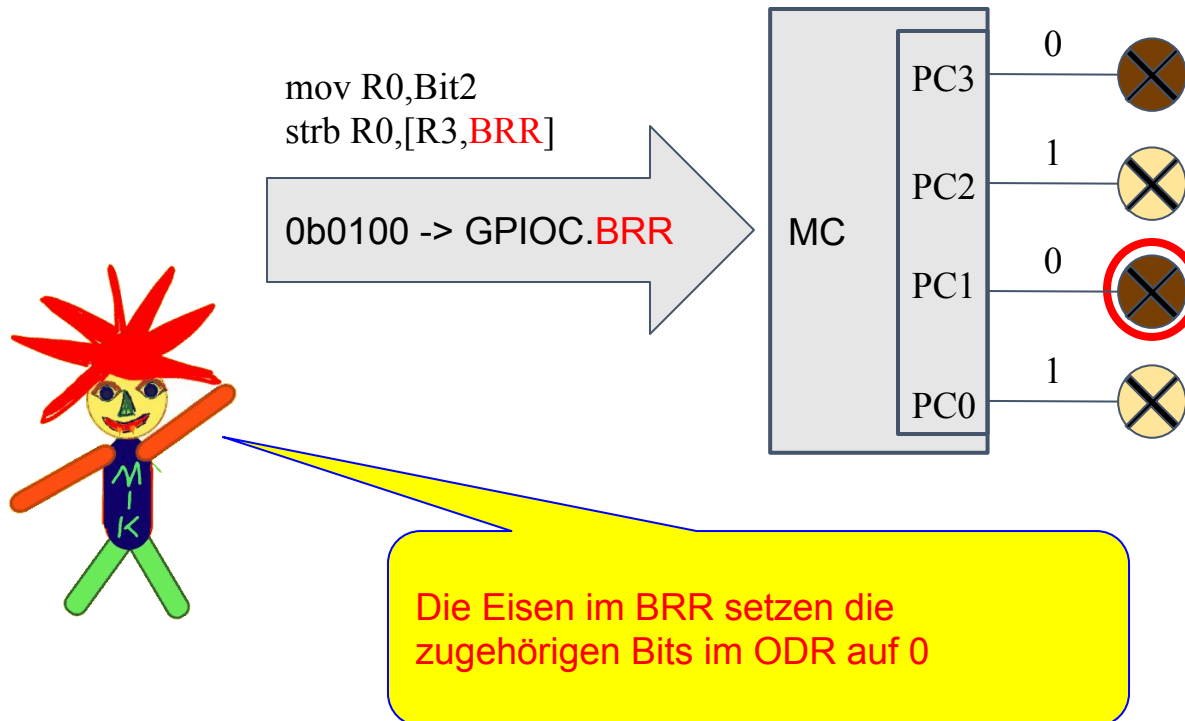 mov R0,Bit2
strb R0,[R3,BRR]
0b0100 -> GPIOC.BRR
MC
PC3
0
PC2
1
PC1
0
PC0
1
MIK
Die Eisen im BRR setzen die
zugehörigen Bits im ODR auf 0